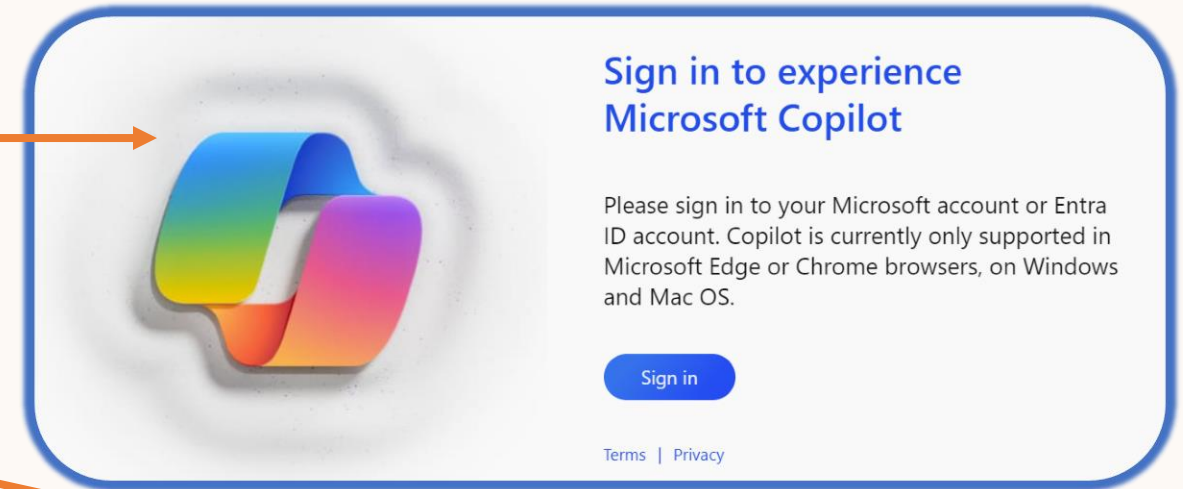 Sign in to experience
Microsoft Copilot
Please sign in to your Microsoft account or Entra
ID account. Copilot is currently only supported in
Microsoft Edge or Chrome browsers, on Windows
and Mac OS.
Sign in
Terms | Privacy